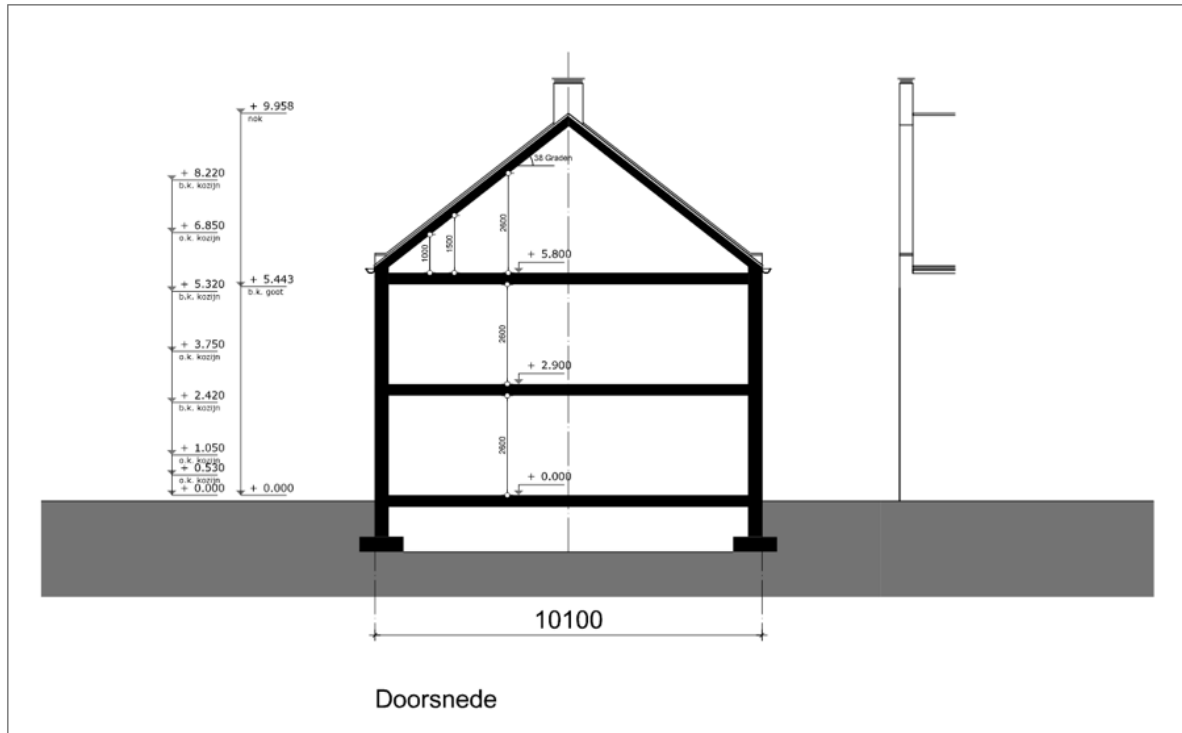 + 9.958
nok
+ 8.220
b.k. kozijn
+ 6.850
o.k. kozijn
+ 5.443
b.k. goot
+ 5.320
b.k. kozijn
+ 3.750
o.k. kozijn
+ 2.420
b.k. kozijn
+ 1.050
o.k. kozijn
+ 0.530
o.k. kozijn
+ 0.000
+ 0.000
38 Graden
1000
1500
2600
+ 5.800
2600
+ 2.900
2600
+ 0.000
10100
Doorsnede